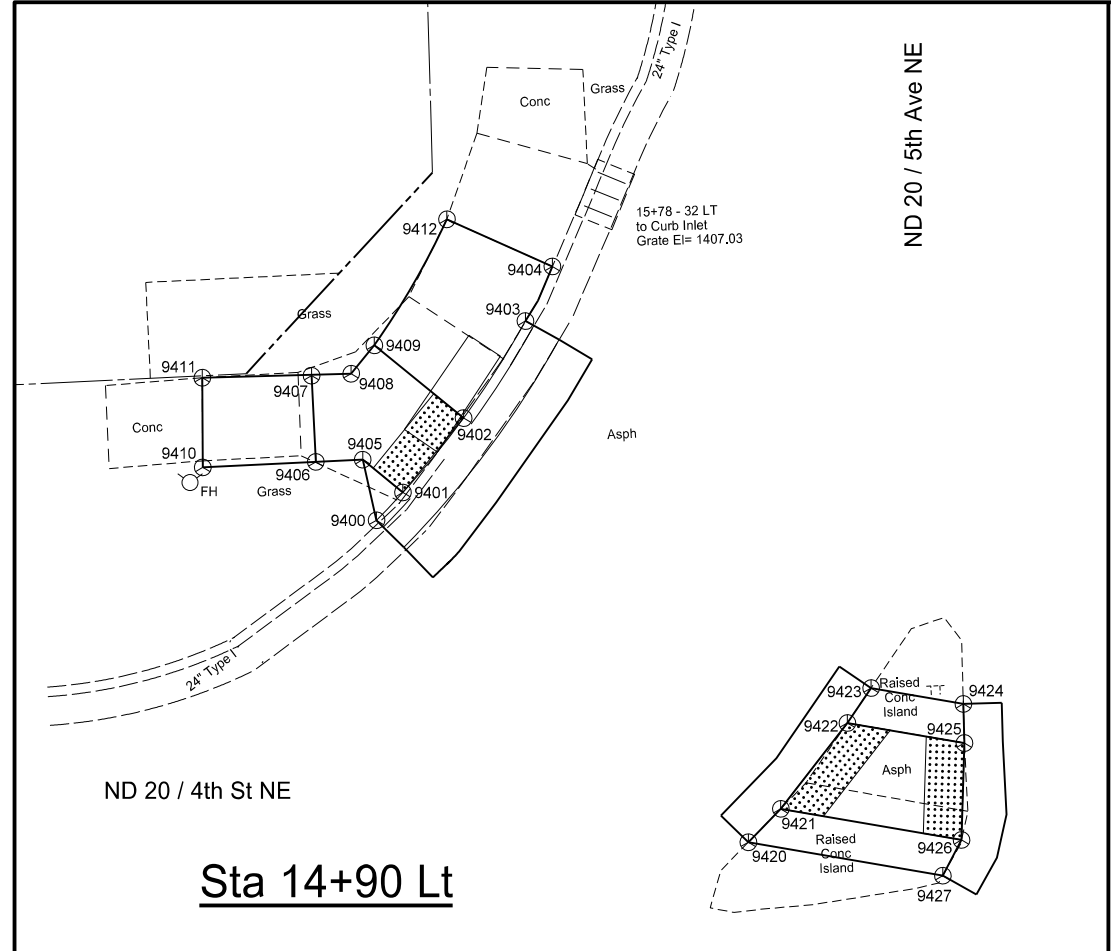 24" Type I
ND 20 / 5th Ave NE
Conc
Grass
15+78 - 32 LT
to Curb Inlet
Grate El= 1407.03
9412
9404
9403
Grass
9409
9411
9407
9408
Conc
9402
Asph
9410
9405
9406
FH
Grass
9401
9400
24" Type I
9423
Raised
Conc
Island
9424
9422
9425
Asph
9421
Raised
Conc
Island
9420
9426
9427
ND 20 / 4th St NE
Sta 14+90 Lt